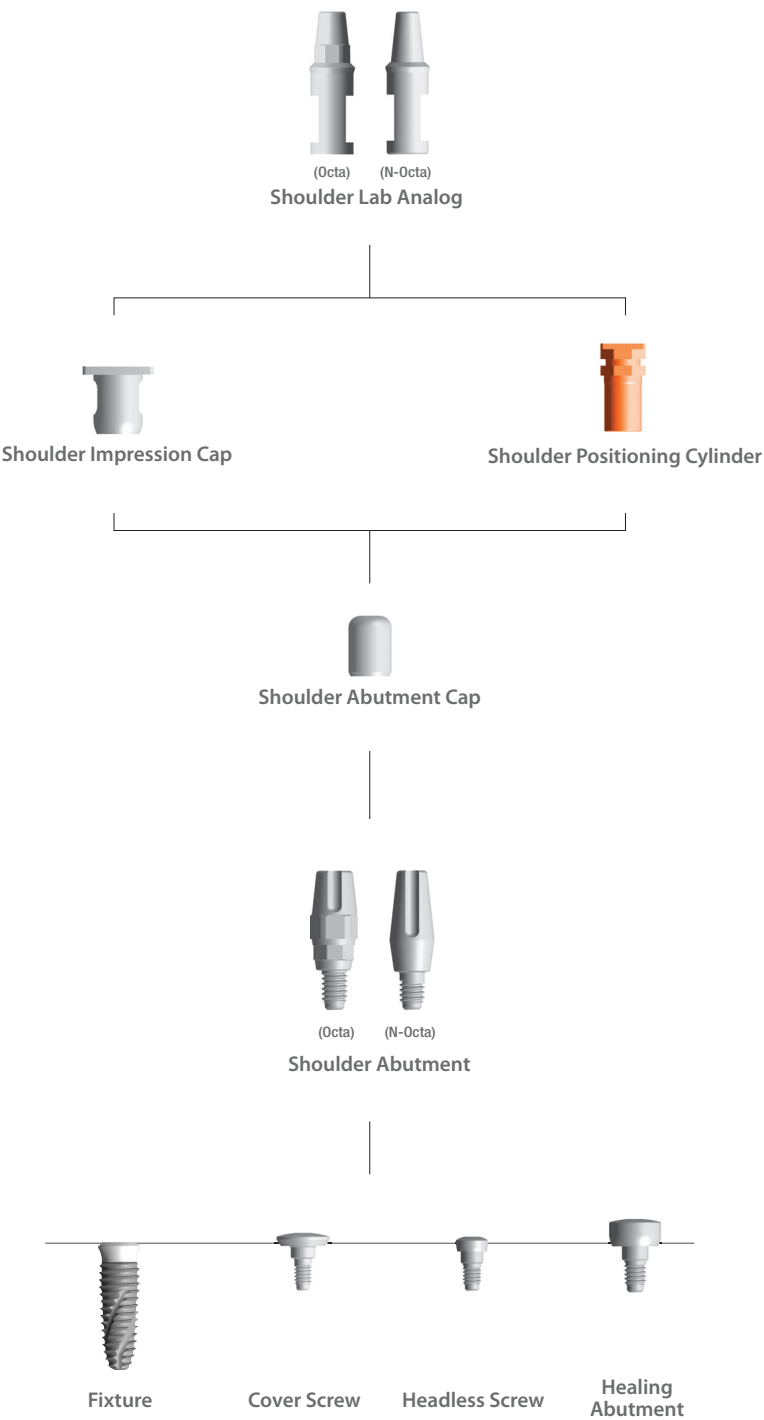 (Octa) (N-Octa)
Shoulder Lab Analog
Shoulder Impression Cap
Shoulder Positioning Cylinder
Shoulder Abutment Cap
(Octa) (N-Octa)
Shoulder Abutment
Fixture
Cover Screw
Headless Screw
Healing
Abutment